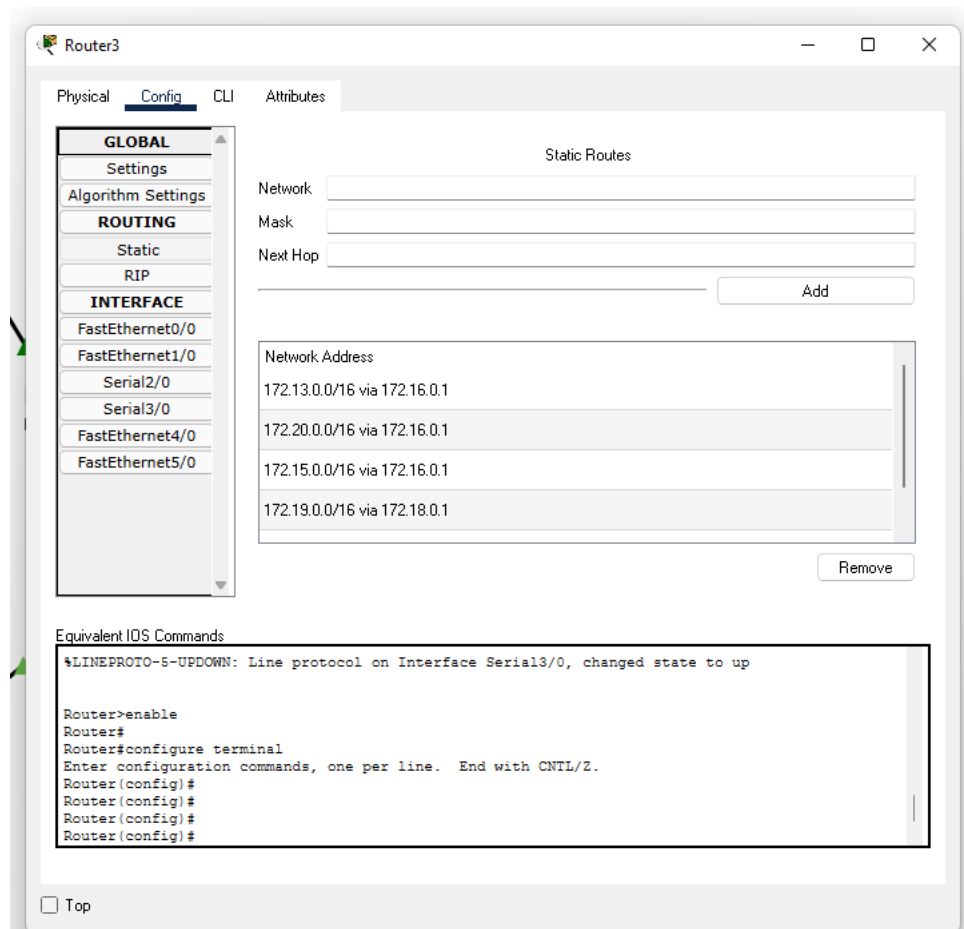 Router3
Physical Config CLI Attributes
GLOBAL
Settings
Algorithm Settings
ROUTING
Static
RIP
INTERFACE
FastEthernet0/0
FastEthernet1/0
Serial2/0
Serial3/0
FastEthernet4/0
FastEthernet5/0
Static Routes
Network
Mask
Next Hop
Add
Network Address
172.13.0.0/16 via 172.16.0.1
172.20.0.0/16 via 172.16.0.1
172.15.0.0/16 via 172.16.0.1
172.19.0.0/16 via 172.18.0.1
Remove
Equivalent IOS Commands
%LINEPROTO-5-UPDOWN: Line protocol on Interface Serial3/0, changed state to up
Router>enable
Router#
Router#configure terminal
Enter configuration commands, one per line.  End with CNTL/Z.
Router(config)#
Router(config)#
Router(config)#
Router(config)#
Top